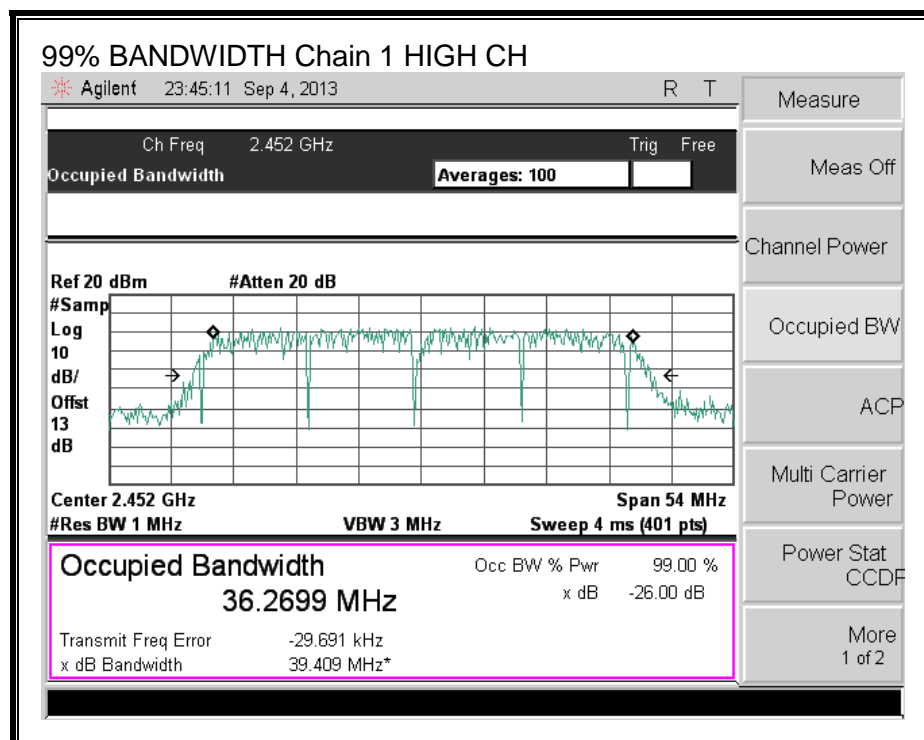 99% BANDWIDTH Chain 1 HIGH CH
Agilent 23:45:11 Sep 4, 2013 R T
Measure
Ch Freq 2.452 GHz Trig Free
Occupied Bandwidth Averages: 100
Meas Off
Channel Power
Ref 20 dBm #Atten 20 dB
#Samp
Log
10
dB/
Offst
13
dB
Occupied BW
ACP
Center 2.452 GHz Span 54 MHz
#Res BW 1 MHz VBW 3 MHz Sweep 4 ms (401 pts)
Multi Carrier
Power
Occupied Bandwidth Occ BW % Pwr 99.00 %
36.2699 MHz x dB -26.00 dB
Transmit Freq Error -29.691 kHz
x dB Bandwidth 39.409 MHz*
Power Stat
CCDF
More
1 of 2